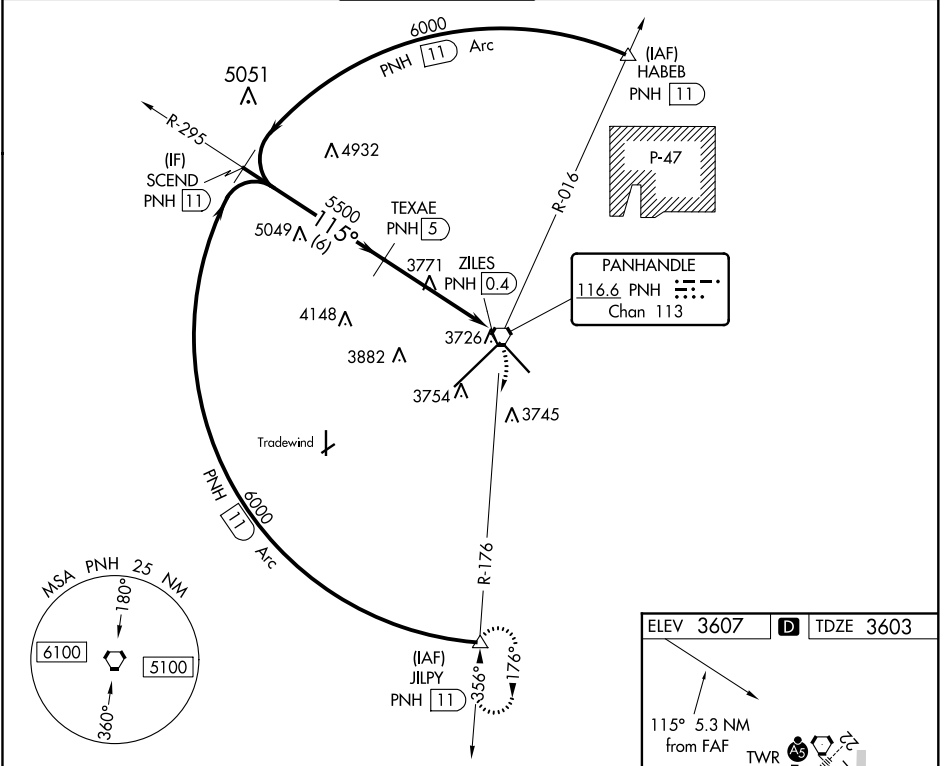 6000
PNH 11 Arc
(IAF)
HABEB
PNH 11
5051
R-295
4932
(IF)
SCEND
PNH 11
P-47
R-016
5500
115°
TEXAE
PNH 5
5049 (6)
3771
ZILES
PNH 0.4
PANHANDLE
116.6 PNH
Chan 113
4148
3726
3882
3754
3745
Tradewind
6000
PNH 11 Arc
R-176
MSA PNH 25 NM
180°
6100
5100
360°
(IAF)
JILPY
PNH 11
356°
176°
ELEV 3607 D TDZE 3603
115° 5.3 NM
from FAF
TWR
A5
22